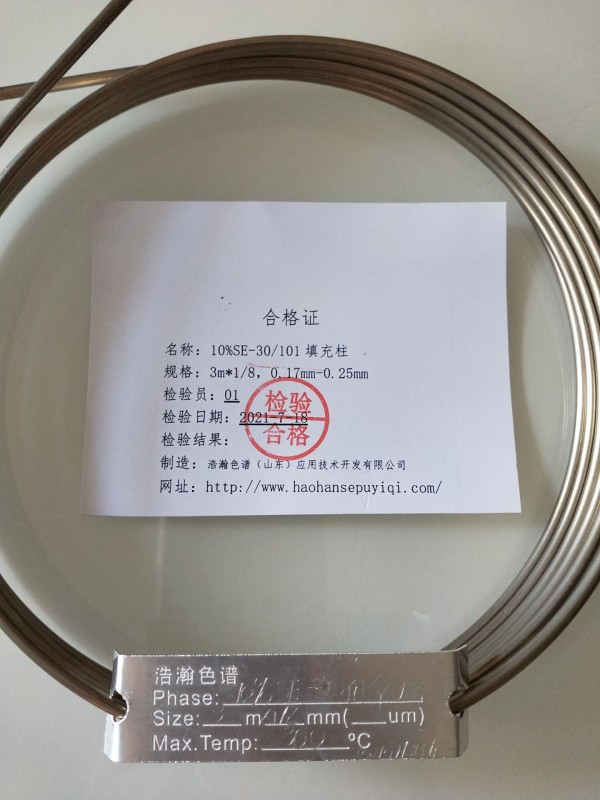 合格证
名称：10%SE-30/101 填充柱
规格：3m*1/8，0.17mm-0.25mm
检验员：01
检验日期：2021-7-18
检验结果：
检验
合格
制造：浩瀚色谱（山东）应用技术开发有限公司
网址：http://www.haohansepuyiqi.com/
浩瀚色谱
Phase:
Size: 3 m mm( um)
Max.Temp: 300 ºC